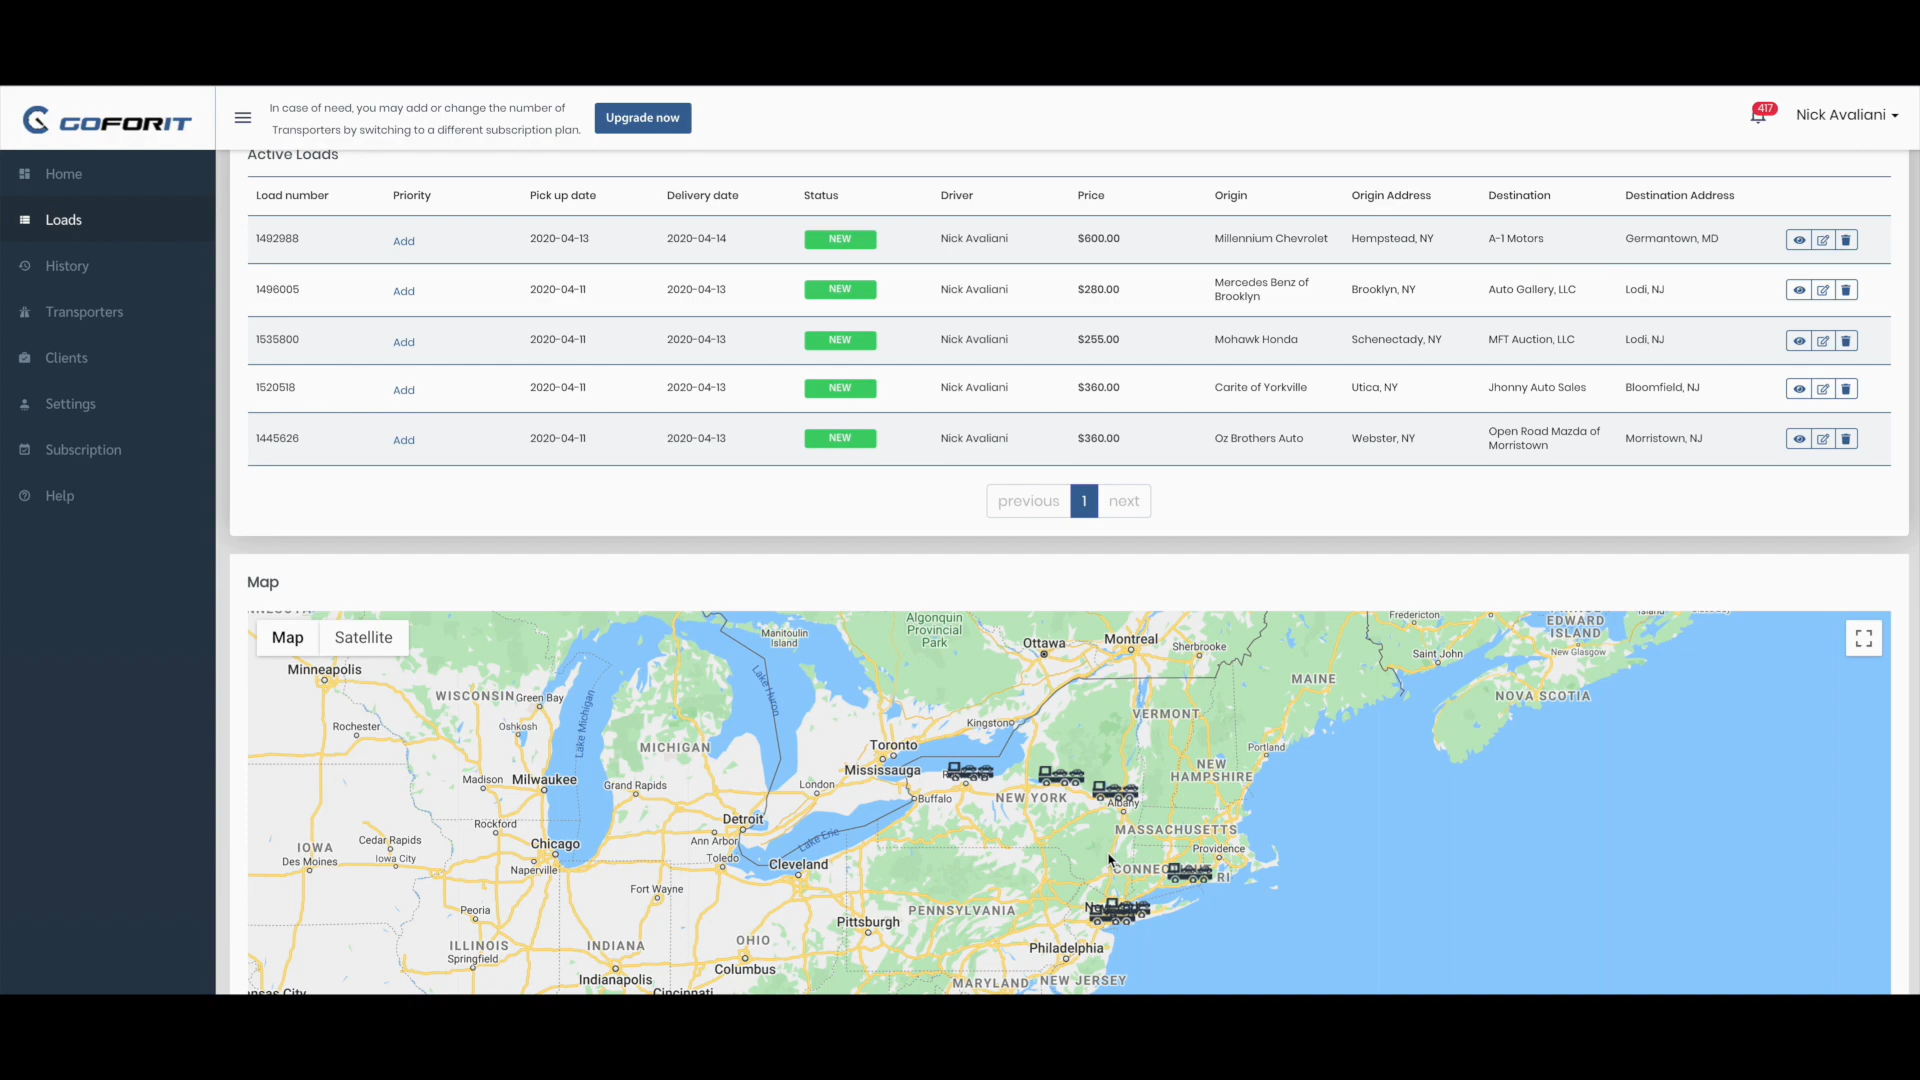 GOFORIT
In case of need, you may add or change the number of
Transporters by switching to a different subscription plan.
Upgrade now
417
Nick Avaliani
Home
Loads
History
Transporters
Clients
Settings
Subscription
Help
Active Loads
Load number Priority Pick up date Delivery date Status Driver Price Origin Origin Address Destination Destination Address
1492988 Add 2020-04-13 2020-04-14 NEW Nick Avaliani $600.00 Millennium Chevrolet Hempstead, NY A-1 Motors Germantown, MD
1496005 Add 2020-04-11 2020-04-13 NEW Nick Avaliani $280.00 Mercedes Benz of
Brooklyn Brooklyn, NY Auto Gallery, LLC Lodi, NJ
1535800 Add 2020-04-11 2020-04-13 NEW Nick Avaliani $255.00 Mohawk Honda Schenectady, NY MFT Auction, LLC Lodi, NJ
1520518 Add 2020-04-11 2020-04-13 NEW Nick Avaliani $360.00 Carite of Yorkville Utica, NY Jhonny Auto Sales Bloomfield, NJ
1445626 Add 2020-04-11 2020-04-13 NEW Nick Avaliani $360.00 Oz Brothers Auto Webster, NY Open Road Mazda of
Morristown Morristown, NJ
previous 1 next
Map
Map Satellite
Algonquin
Provincial
Park
Manitoulin
Island
Ottawa
Montreal
Sherbrooke
Fredericton
EDWARD
ISLAND
New Glasgow
Saint John
Minneapolis
WISCONSIN
Green Bay
Lake Michigan
Lake Huron
MAINE
NOVA SCOTIA
Rochester
Oshkosh
MICHIGAN
Kingston
VERMONT
Toronto
Mississauga
Portland
NEW
HAMPSHIRE
Madison
Milwaukee
Grand Rapids
London
Buffalo
NEW YORK
Albany
Rockford
Detroit
MASSACHUSETTS
IOWA
Des Moines
Cedar Rapids
Iowa City
Chicago
Naperville
Ann Arbor
Toledo
Lake Erie
Cleveland
Providence
RI
Fort Wayne
Peoria
PENNSYLVANIA
Pittsburgh
ILLINOIS
Springfield
INDIANA
Indianapolis
OHIO
Columbus
Philadelphia
MARYLAND
NEW JERSEY
Cincinnati